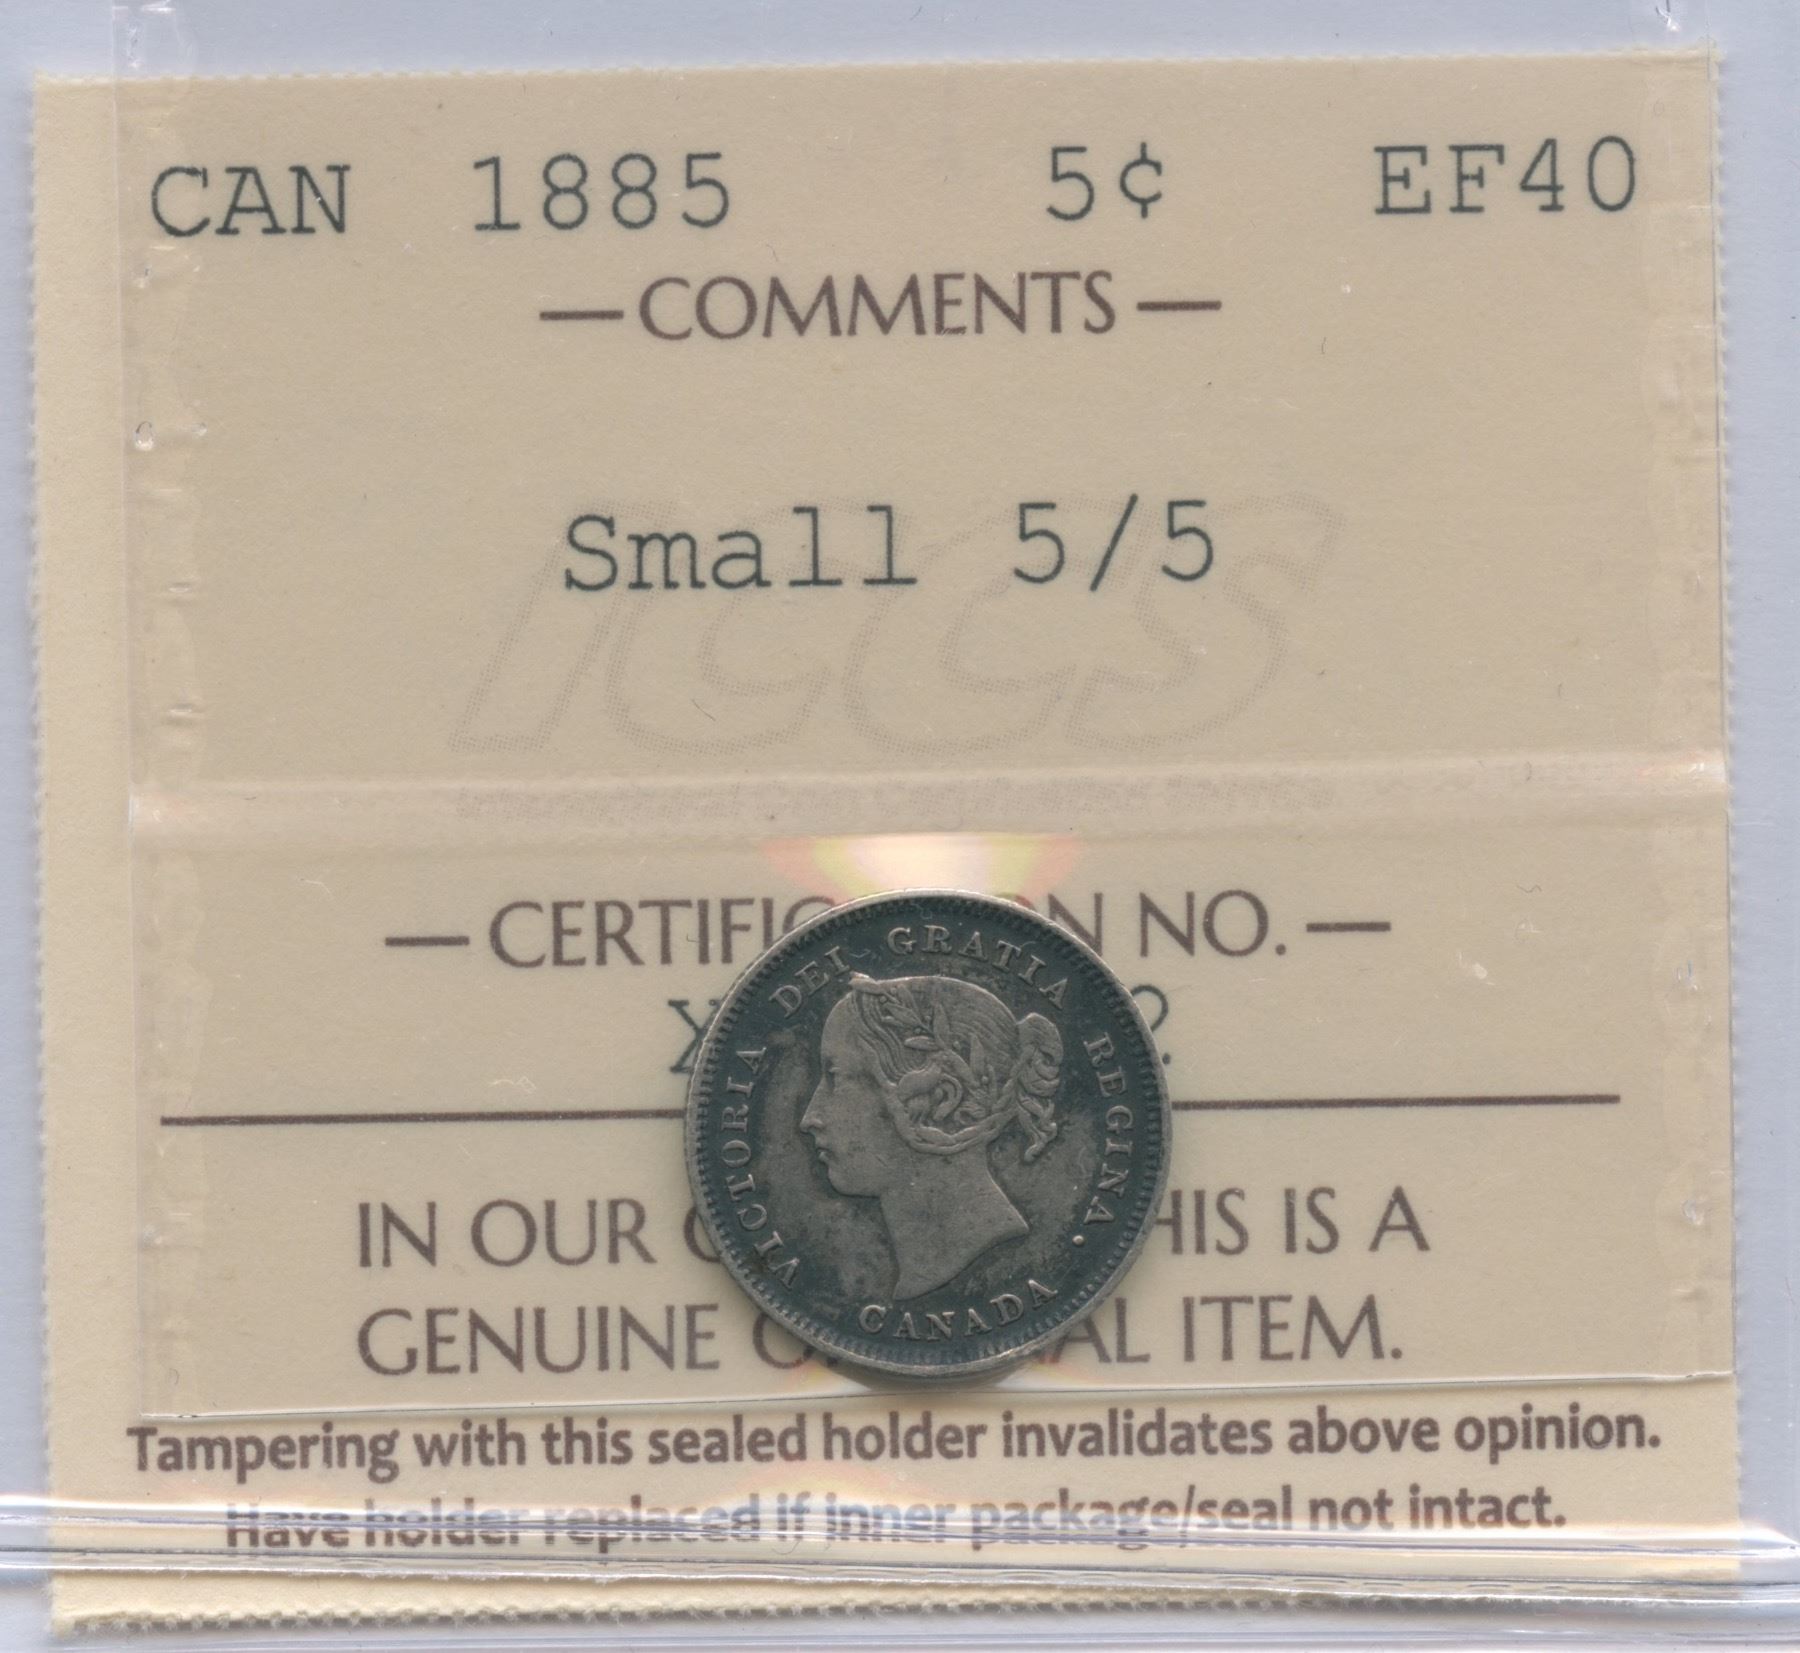 CAN 1885 5¢ EF40
— COMMENTS —
Small 5/5
ICCS
— CERTIFIC N NO. —
X 2
IN OUR HIS IS A
GENUINE AL ITEM.
VICTORIA DEI GRATIA REGINA.
CANADA
Tampering with this sealed holder invalidates above opinion.
Have holder replaced if inner package/seal not intact.